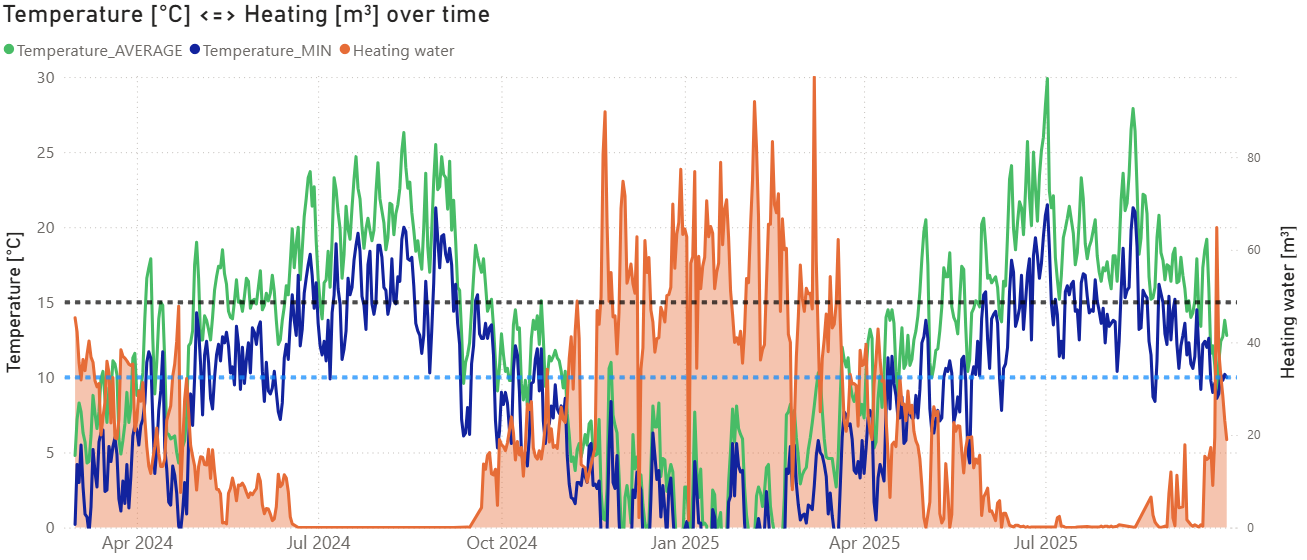 Temperature [°C] <=> Heating [m³] over time
Temperature_AVERAGE Temperature_MIN Heating water
30
25
20
15
10
5
0
Temperature [°C]
80
60
40
20
0
Heating water [m³]
Apr 2024 Jul 2024 Oct 2024 Jan 2025 Apr 2025 Jul 2025